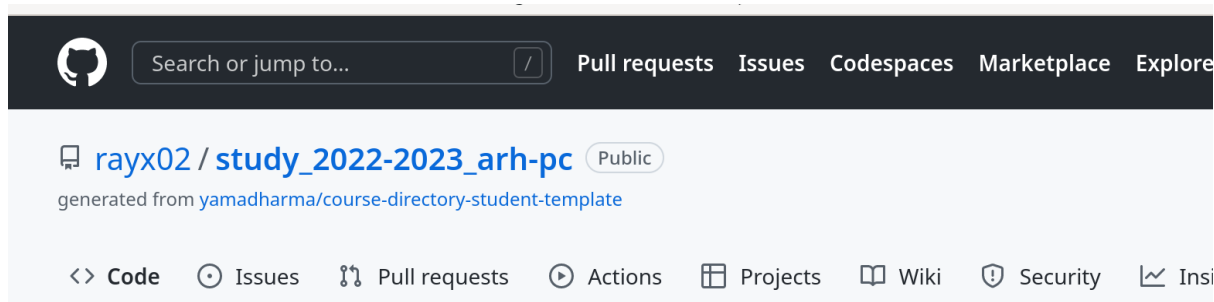 Search or jump to... / Pull requests Issues Codespaces Marketplace Explore
rayx02 / study_2022-2023_arh-pc Public
generated from yamadharma/course-directory-student-template
Code Issues Pull requests Actions Projects Wiki Security Insi